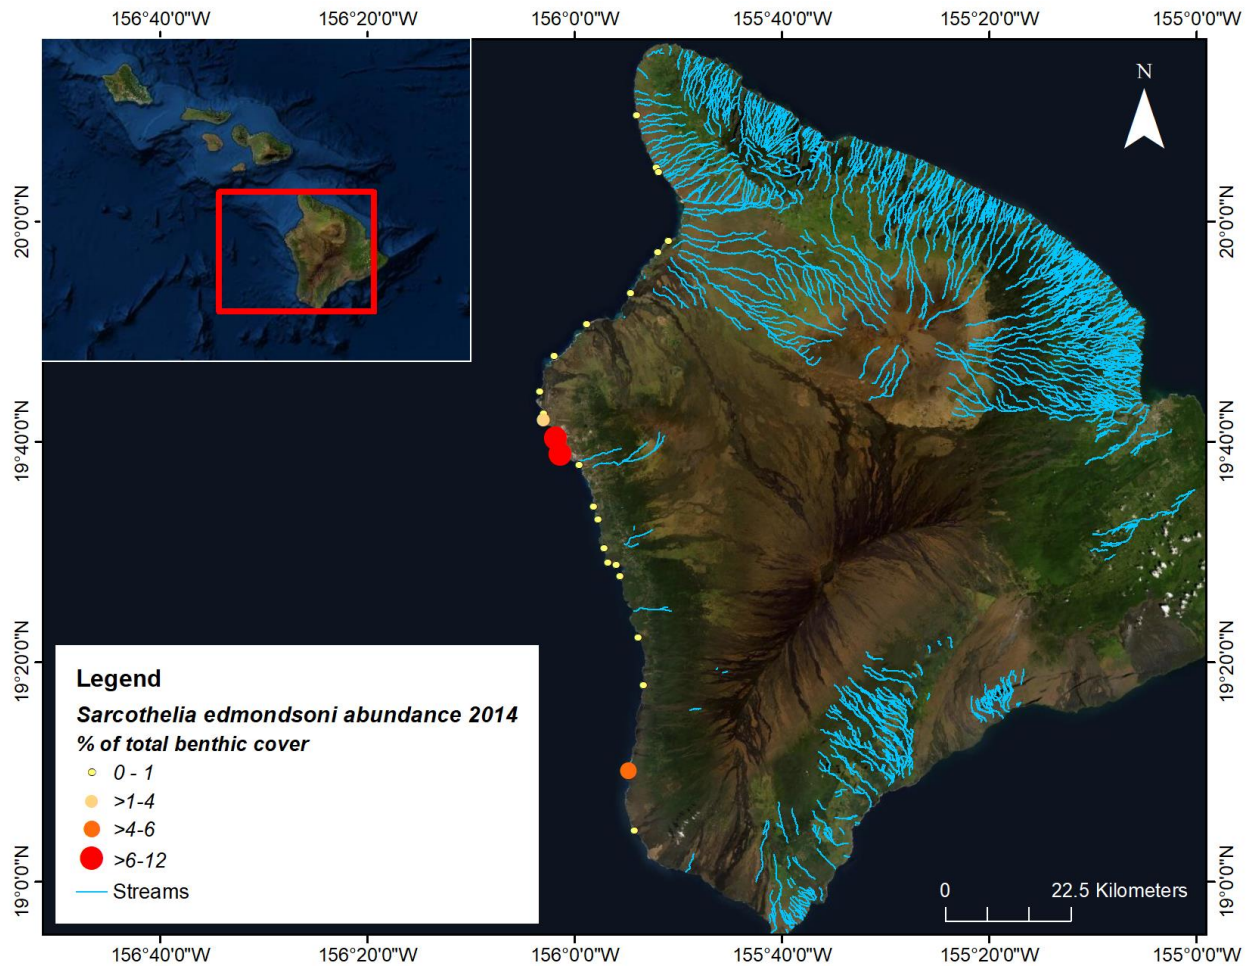 156°40'0"W 156°20'0"W 156°0'0"W 155°40'0"W 155°20'0"W 155°0'0"W
N
20°0'0"N 20°0'0"N
19°40'0"N 19°40'0"N
19°20'0"N 19°20'0"N
19°0'0"N 19°0'0"N
Legend
Sarcothelia edmondsoni abundance 2014
% of total benthic cover
0 - 1
>1-4
>4-6
>6-12
Streams
0 22.5 Kilometers
156°40'0"W 156°20'0"W 156°0'0"W 155°40'0"W 155°20'0"W 155°0'0"W